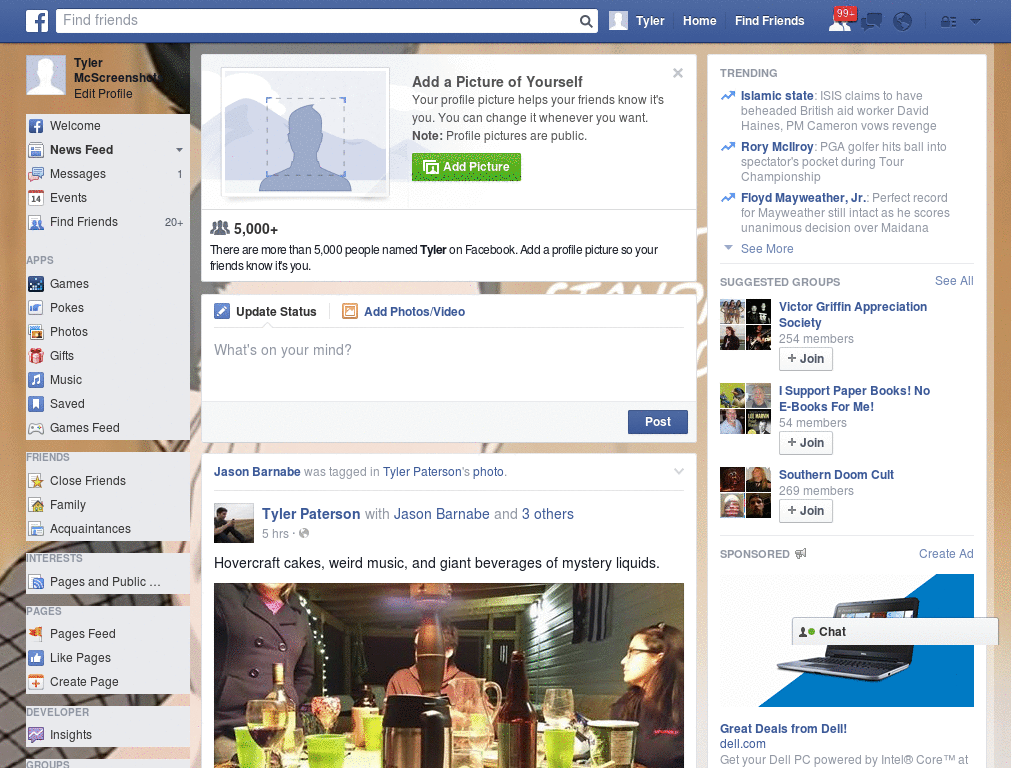 Find friends
Tyler
Home
Find Friends
99+
Tyler
McScreenshot
Edit Profile
Welcome
News Feed
Messages 1
Events
14
Find Friends 20+
APPS
Games
Pokes
Photos
Gifts
Music
Saved
Games Feed
FRIENDS
Close Friends
Family
Acquaintances
INTERESTS
Pages and Public ...
PAGES
Pages Feed
Like Pages
Create Page
DEVELOPER
Insights
GROUPS
Add a Picture of Yourself
Your profile picture helps your friends know it's
you. You can change it whenever you want.
Note: Profile pictures are public.
Add Picture
5,000+
There are more than 5,000 people named Tyler on Facebook. Add a profile picture so your
friends know it's you.
Update Status
Add Photos/Video
What's on your mind?
Post
Jason Barnabe was tagged in Tyler Paterson's photo.
Tyler Paterson with Jason Barnabe and 3 others
5 hrs ·
Hovercraft cakes, weird music, and giant beverages of mystery liquids.
TRENDING
Islamic state: ISIS claims to have
beheaded British aid worker David
Haines, PM Cameron vows revenge
Rory McIlroy: PGA golfer hits ball into
spectator's pocket during Tour
Championship
Floyd Mayweather, Jr.: Perfect record
for Mayweather still intact as he scores
unanimous decision over Maidana
See More
SUGGESTED GROUPS
See All
Victor Griffin Appreciation
Society
254 members
+ Join
I Support Paper Books! No
E-Books For Me!
54 members
+ Join
Southern Doom Cult
269 members
+ Join
SPONSORED
Create Ad
Chat
Great Deals from Dell!
dell.com
Get your Dell PC powered by Intel® Core™ at